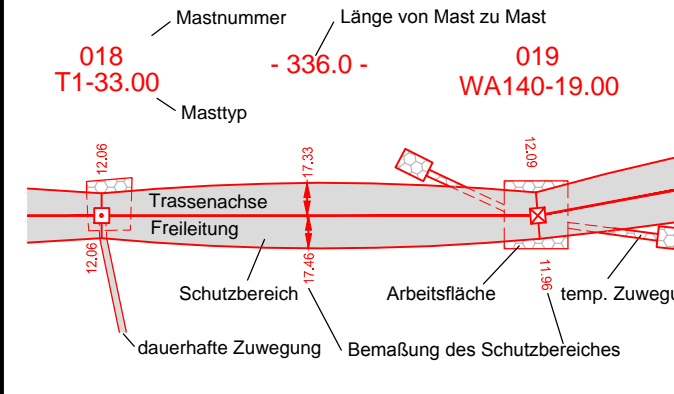 Mastnummer
Länge von Mast zu Mast
018
T1-33.00
- 336.0 -
019
WA140-19.00
Masttyp
12.06
17.33
12.09
Trassenachse
Freileitung
12.06
17.46
11.96
Schutzbereich
Arbeitsfläche
temp. Zuwegu
dauerhafte Zuwegung
Bemaßung des Schutzbereiches